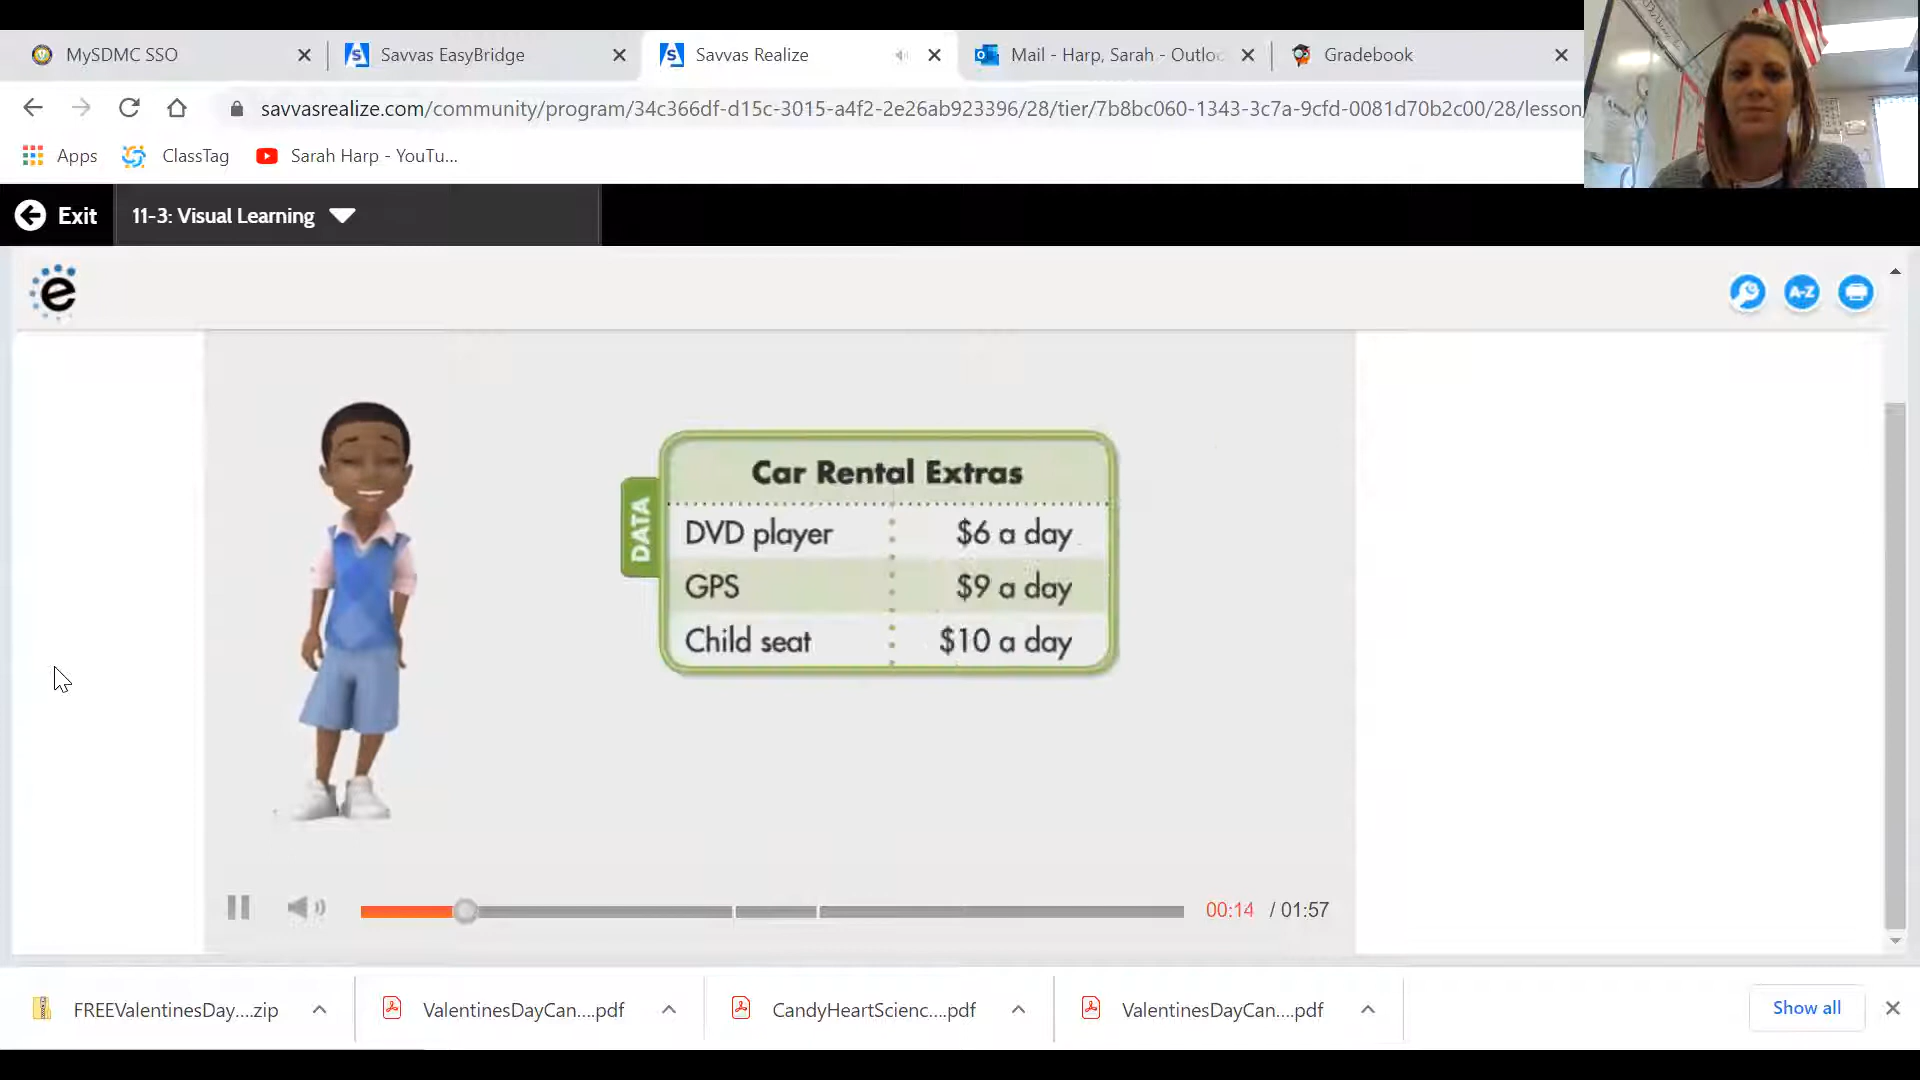 MySDMC SSO
Savvas EasyBridge
Savvas Realize
Mail - Harp, Sarah - Outloo
Gradebook
savvasrealize.com/community/program/34c366df-d15c-3015-a4f2-2e26ab923396/28/tier/7b8bc060-1343-3c7a-9cfd-0081d70b2c00/28/lesson
Apps
ClassTag
Sarah Harp - YouTu...
Exit
11-3: Visual Learning
e
A-Z
DATA
Car Rental Extras
DVD player $6 a day
GPS $9 a day
Child seat $10 a day
00:14 / 01:57
FREEValentinesDay....zip
ValentinesDayCan....pdf
CandyHeartScienc....pdf
ValentinesDayCan....pdf
Show all